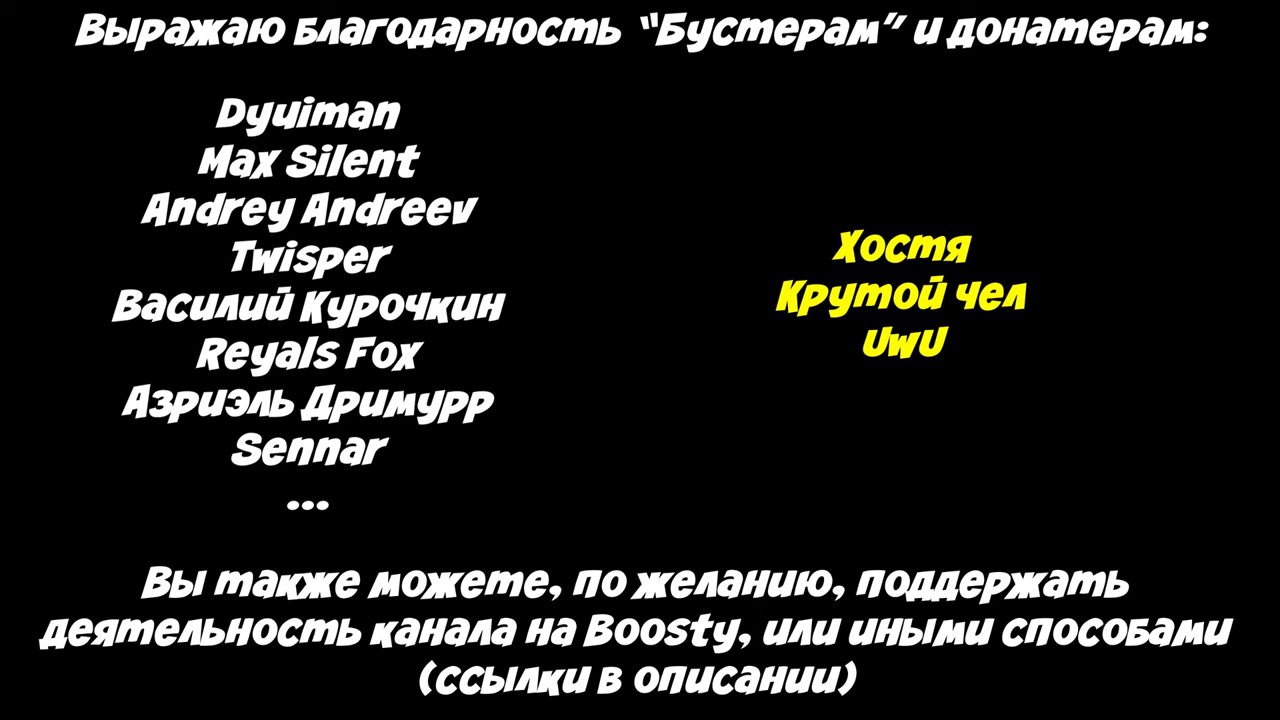 Выражаю благодарность “Бустерам” и донатерам:
Dyuiman
Max Silent
Andrey Andreev
Twisper
Василий Курочкин
Reyals Fox
Азриэль Дримурр
Sennar
...
Хостя
Крутой чел
UwU
Вы также можете, по желанию, поддержать
деятельность канала на Boosty, или иными способами
(ссылки в описании)